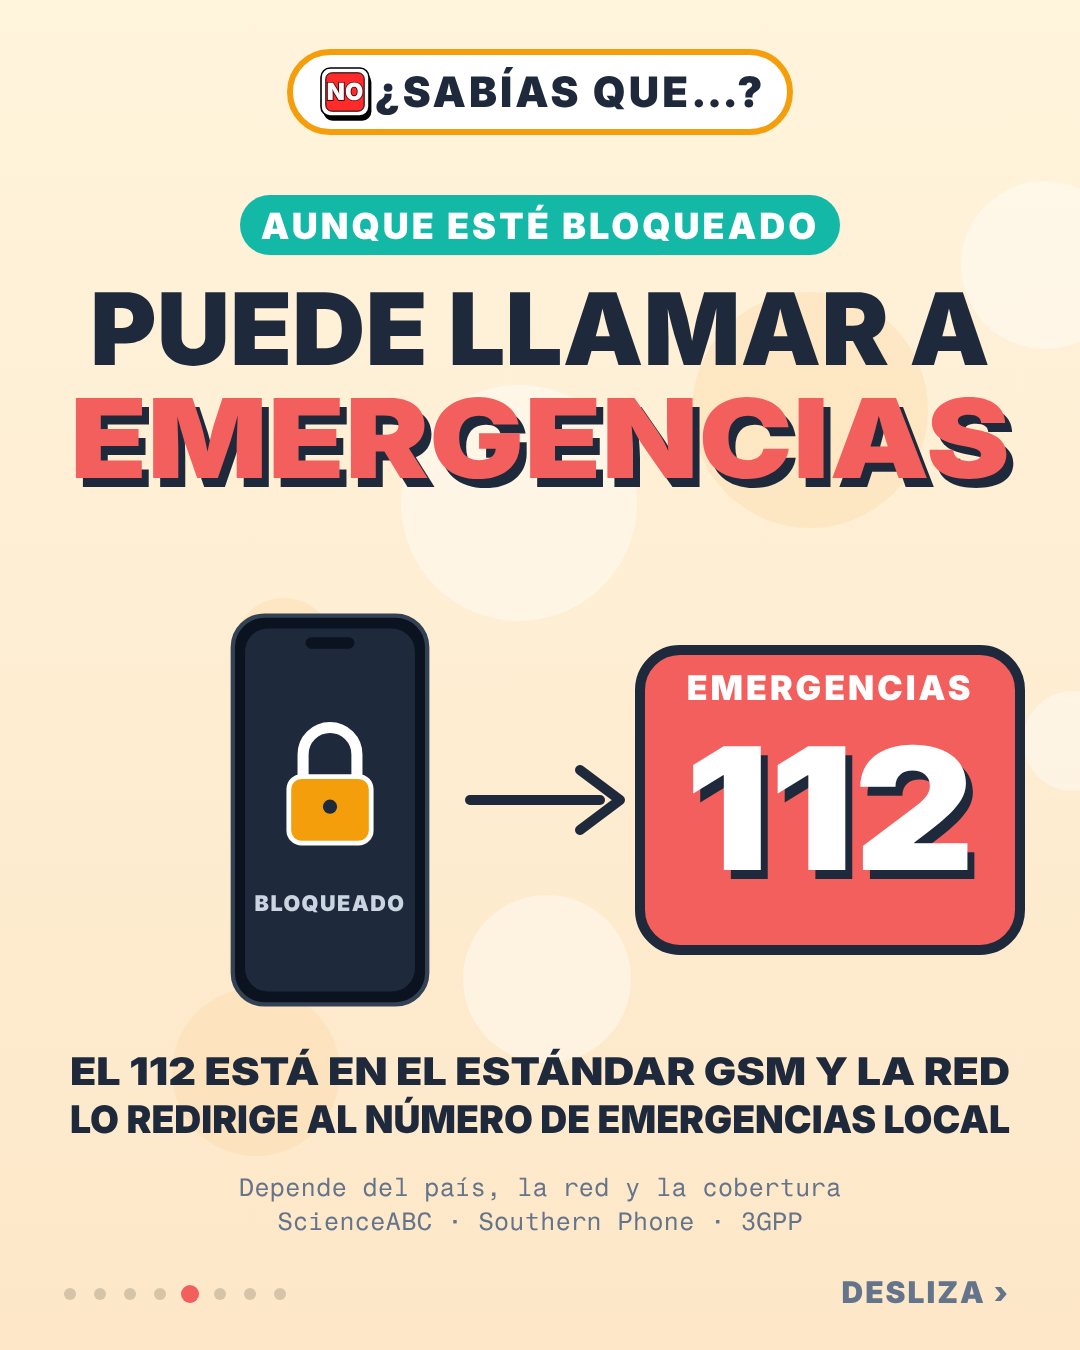 NO ¿SABÍAS QUE...?
AUNQUE ESTÉ BLOQUEADO
PUEDE LLAMAR A
EMERGENCIAS
BLOQUEADO
EMERGENCIAS
112
EL 112 ESTÁ EN EL ESTÁNDAR GSM Y LA RED
LO REDIRIGE AL NÚMERO DE EMERGENCIAS LOCAL
Depende del país, la red y la cobertura
ScienceABC · Southern Phone · 3GPP
DESLIZA ›